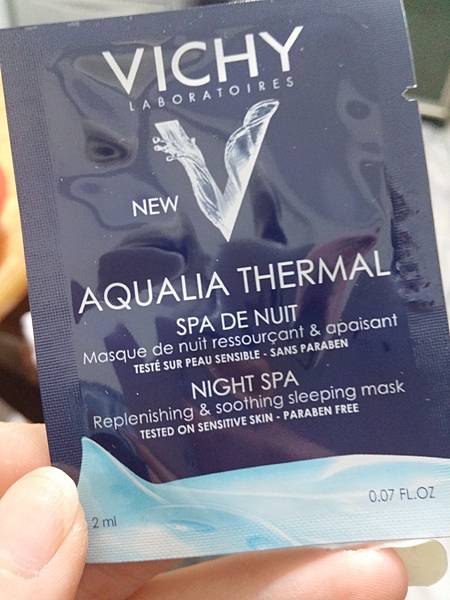 VICHY
LABORATOIRES
NEW
AQUALIA THERMAL
SPA DE NUIT
Masque de nuit ressourçant & apaisant
TESTÉ SUR PEAU SENSIBLE - SANS PARABEN
NIGHT SPA
Replenishing & soothing sleeping mask
TESTED ON SENSITIVE SKIN - PARABEN FREE
2 ml
0.07 FL.OZ